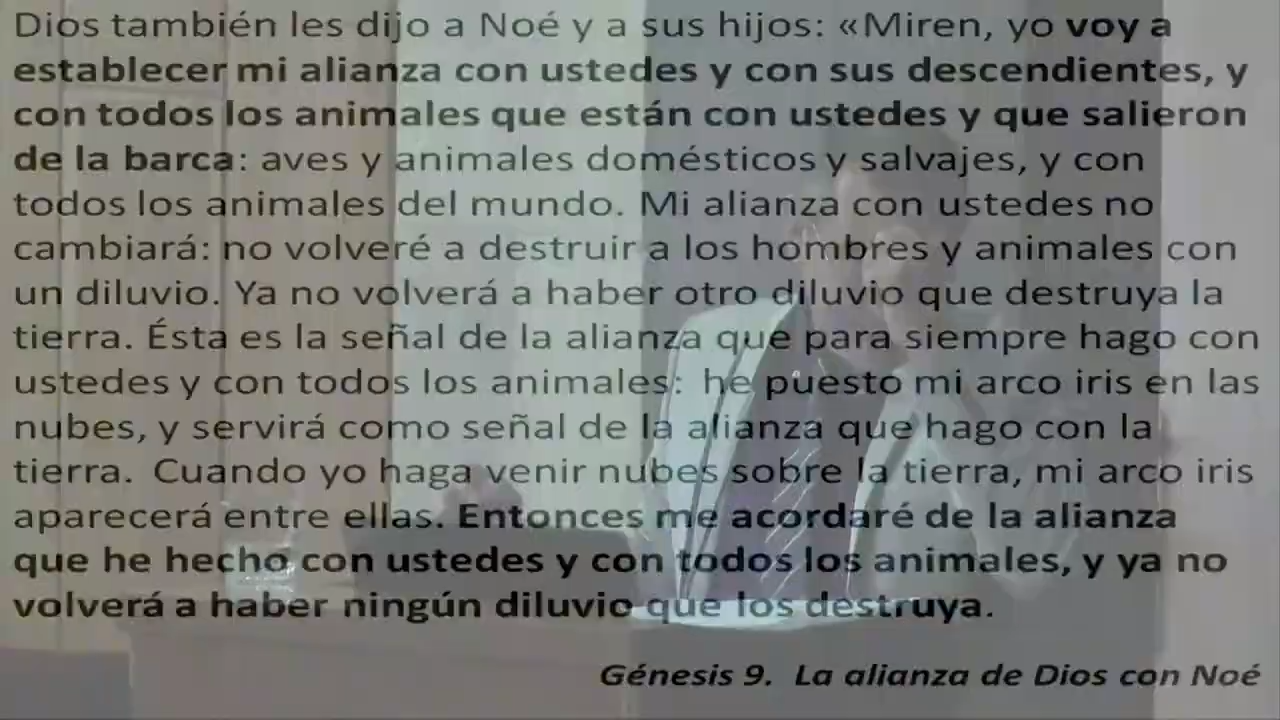 Dios también les dijo a Noé y a sus hijos: «Miren, yo voy a
establecer mi alianza con ustedes y con sus descendientes, y
con todos los animales que están con ustedes y que salieron
de la barca: aves y animales domésticos y salvajes, y con
todos los animales del mundo. Mi alianza con ustedes no
cambiará: no volveré a destruir a los hombres y animales con
un diluvio. Ya no volverá a haber otro diluvio que destruya la
tierra. Ésta es la señal de la alianza que para siempre hago con
ustedes y con todos los animales: he puesto mi arco iris en las
nubes, y servirá como señal de la alianza que hago con la
tierra. Cuando yo haga venir nubes sobre la tierra, mi arco iris
aparecerá entre ellas. Entonces me acordaré de la alianza
que he hecho con ustedes y con todos los animales, y ya no
volverá a haber ningún diluvio que los destruya.
Génesis 9. La alianza de Dios con Noé